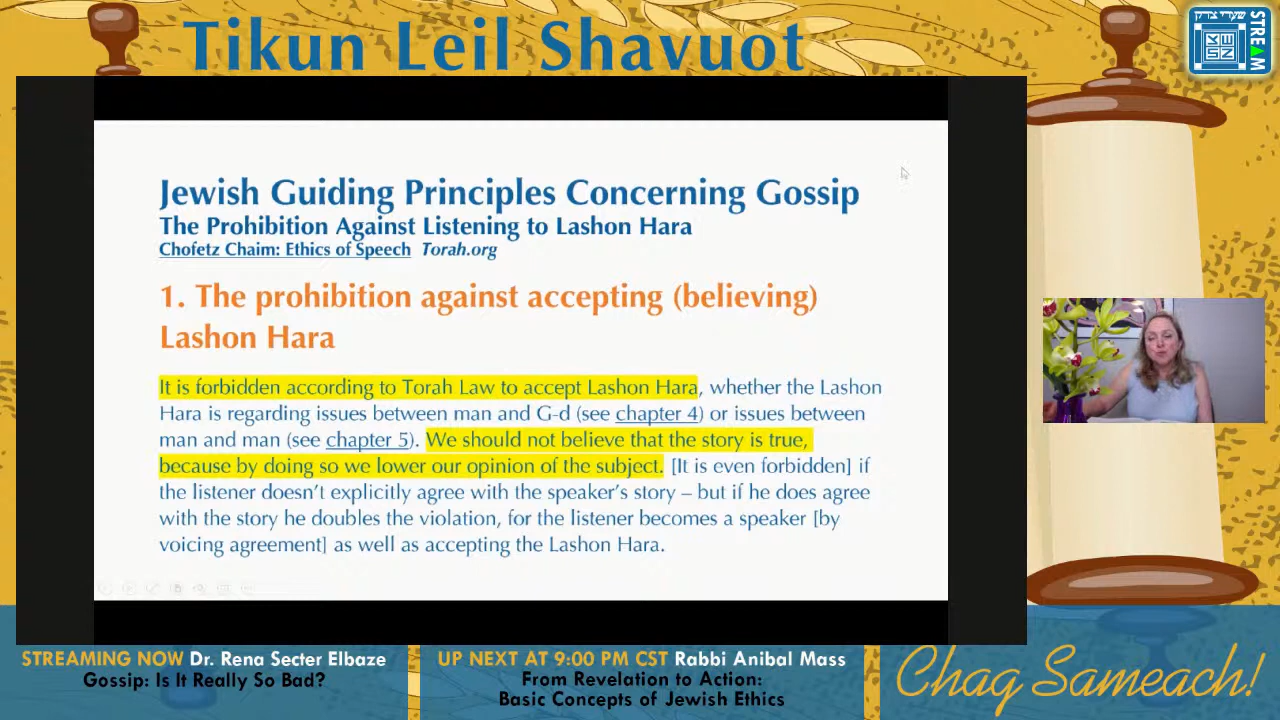 Tikun Leil Shavuot
שערי צדק
STREAM
Jewish Guiding Principles Concerning Gossip
The Prohibition Against Listening to Lashon Hara
Chofetz Chaim: Ethics of Speech Torah.org
1. The prohibition against accepting (believing)
Lashon Hara
It is forbidden according to Torah Law to accept Lashon Hara, whether the Lashon
Hara is regarding issues between man and G-d (see chapter 4) or issues between
man and man (see chapter 5). We should not believe that the story is true,
because by doing so we lower our opinion of the subject. [It is even forbidden] if
the listener doesn’t explicitly agree with the speaker’s story – but if he does agree
with the story he doubles the violation, for the listener becomes a speaker [by
voicing agreement] as well as accepting the Lashon Hara.
STREAMING NOW Dr. Rena Secter Elbaze
Gossip: Is It Really So Bad?
UP NEXT AT 9:00 PM CST Rabbi Anibal Mass
From Revelation to Action:
Basic Concepts of Jewish Ethics
Chag Sameach!